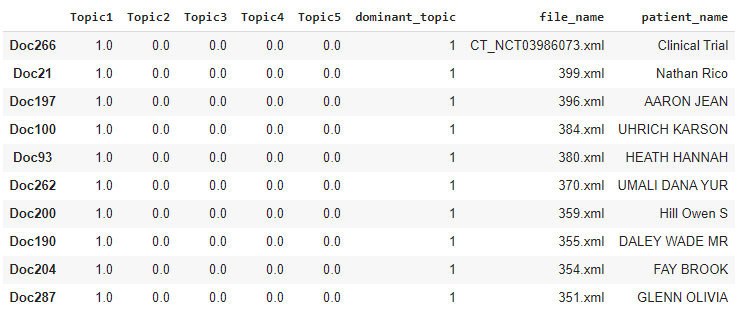 Topic1 Topic2 Topic3 Topic4 Topic5 dominant_topic file_name patient_name
Doc266 1.0 0.0 0.0 0.0 0.0 1 CT_NCT03986073.xml Clinical Trial
Doc21 1.0 0.0 0.0 0.0 0.0 1 399.xml Nathan Rico
Doc197 1.0 0.0 0.0 0.0 0.0 1 396.xml AARON JEAN
Doc100 1.0 0.0 0.0 0.0 0.0 1 384.xml UHRICH KARSON
Doc93 1.0 0.0 0.0 0.0 0.0 1 380.xml HEATH HANNAH
Doc262 1.0 0.0 0.0 0.0 0.0 1 370.xml UMALI DANA YUR
Doc200 1.0 0.0 0.0 0.0 0.0 1 359.xml Hill Owen S
Doc190 1.0 0.0 0.0 0.0 0.0 1 355.xml DALEY WADE MR
Doc204 1.0 0.0 0.0 0.0 0.0 1 354.xml FAY BROOK
Doc287 1.0 0.0 0.0 0.0 0.0 1 351.xml GLENN OLIVIA